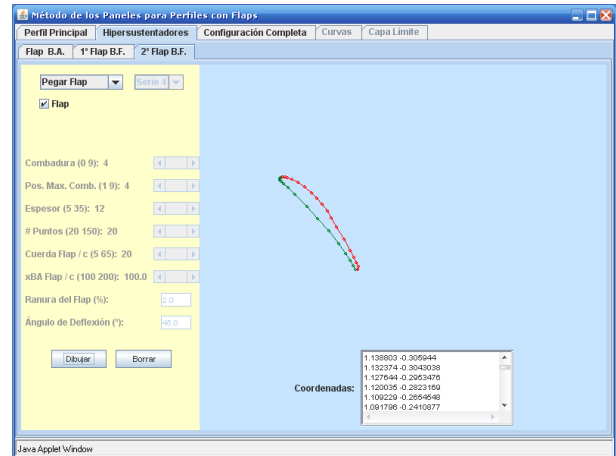 Método de los Paneles para Perfiles con Flaps
Perfil Principal Hipersustentadores Configuración Completa Curvas Capa Límite
Flap B.A. 1° Flap B.F. 2° Flap B.F.
Pegar Flap Serie 4
Flap
Combadura (0 9): 4
Pos. Max. Comb. (1 9): 4
Espesor (5 35): 12
# Puntos (20 150): 20
Cuerda Flap / c (5 65): 20
xBA Flap / c (100 200): 100.0
Ranura del Flap (%): 2.0
Ángulo de Deflexión (°): 45.0
Dibujar Borrar
Coordenadas:
1.138803 -0.305944
1.132374 -0.3043038
1.127644 -0.2953476
1.120035 -0.2823169
1.109229 -0.2654548
1.091796 -0.2410877
Java Applet Window